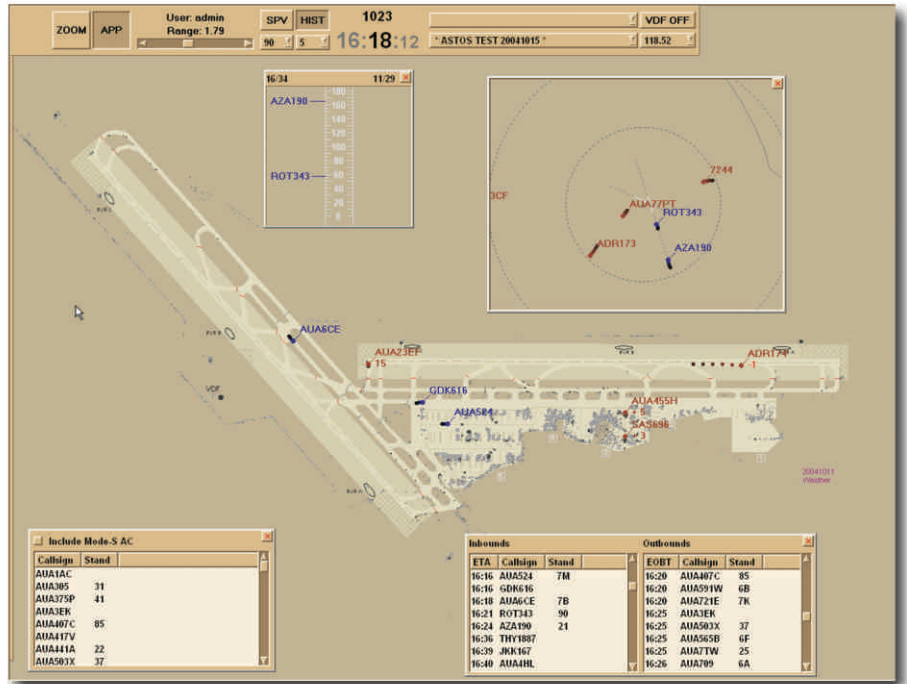 ZOOM APP
User: admin
Range: 1.79
SPV HIST
90 5
1023
16:18:12
* ASTOS TEST 20041015 *
VDF OFF
118.52
16/34 11/29
180
AZA190
160
140
120
100
80
ROT343
60
40
20
0
7244
3CF
AUA77PT
ROT343
ADR173
AZA190
AUA6CE
AUA23EF
15
ADR174
-1
VDF
GDK616
AUA524
AUA455H
5
SAS696
3
20041011
Weather
Include Mode-S AC
Callsign Stand
AUA1AC
AUA305 31
AUA375P 41
AUA3EK
AUA407C 85
AUA417V
AUA441A 22
AUA503X 37
Inbounds
ETA Callsign Stand
16:16 AUA524 7M
16:16 GDK616
16:18 AUA6CE 7B
16:21 ROT343 90
16:24 AZA190 21
16:36 THY1887
16:39 JKK167
16:40 AUA4HL
Outbounds
EOBT Callsign Stand
16:20 AUA407C 85
16:20 AUA591W 6B
16:20 AUA721E 7K
16:25 AUA3EK
16:25 AUA503X 37
16:25 AUA565B 6F
16:25 AUA7TW 25
16:26 AUA709 6A